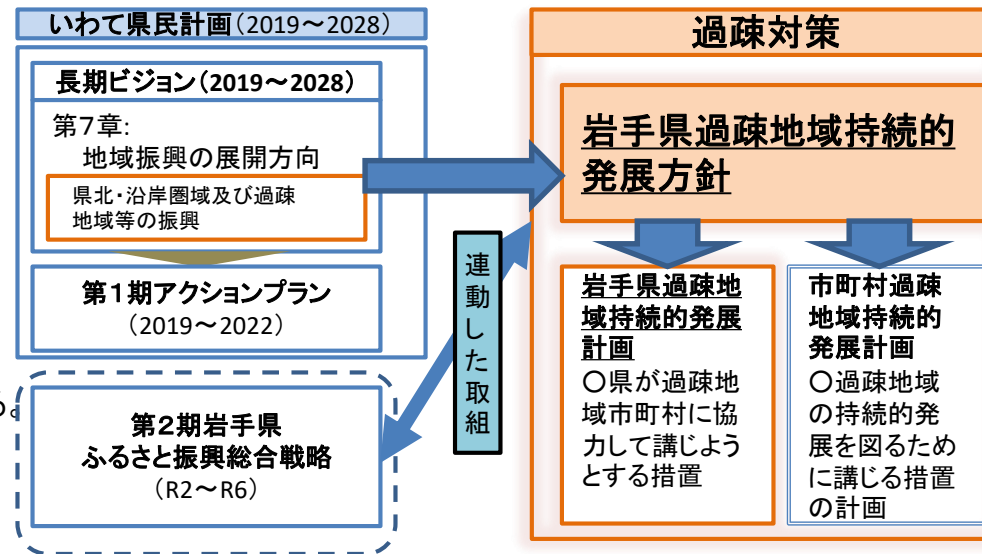 いわて県民計画(2019～2028)
長期ビジョン(2019～2028)
第7章:
地域振興の展開方向
県北・沿岸圏域及び過疎
地域等の振興
第1期アクションプラン
(2019～2022)
。
第2期岩手県
ふるさと振興総合戦略
(R2～R6)
連動した取組
過疎対策
岩手県過疎地域持続的
発展方針
岩手県過疎地
域持続的発展
計画
○県が過疎地
域市町村に協
力して講じよう
とする措置
市町村過疎
地域持続的
発展計画
○過疎地域
の持続的発
展を図るため
に講じる措置
の計画